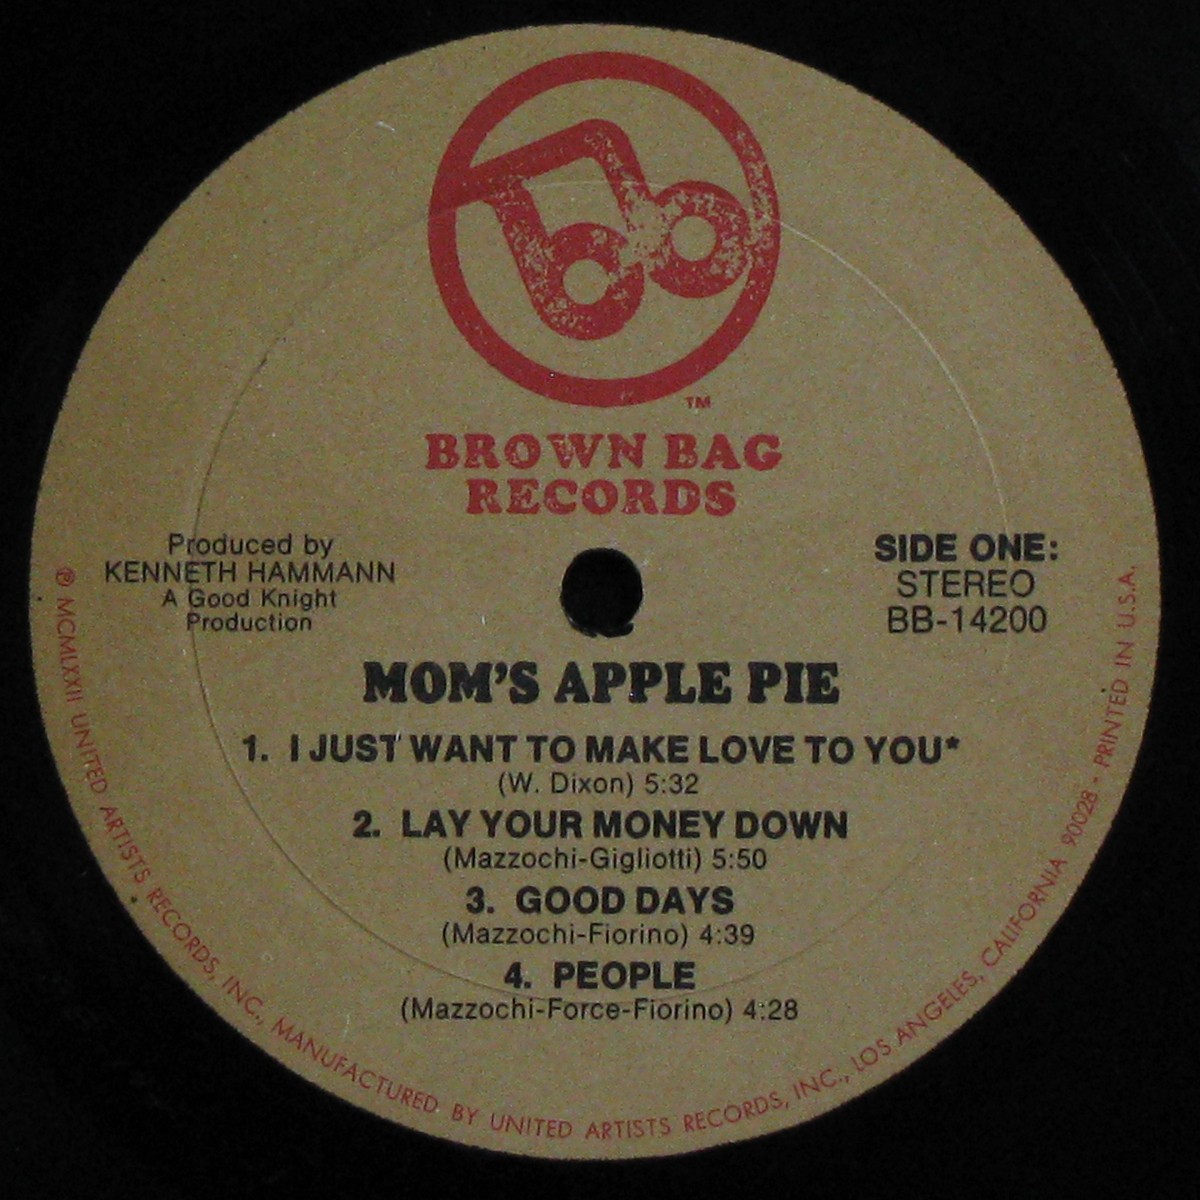 TM
BROWN BAG
RECORDS
Produced by
KENNETH HAMMANN
A Good Knight
Production
SIDE ONE:
STEREO
BB-14200
MOM'S APPLE PIE
1. I JUST WANT TO MAKE LOVE TO YOU*
(W. Dixon) 5:32
2. LAY YOUR MONEY DOWN
(Mazzochi-Gigliotti) 5:50
3. GOOD DAYS
(Mazzochi-Fiorino) 4:39
4. PEOPLE
(Mazzochi-Force-Fiorino) 4:28
℗ MCMLXXII UNITED ARTISTS RECORDS, INC., MANUFACTURED BY UNITED ARTISTS RECORDS, INC., LOS ANGELES, CALIFORNIA 90028 - PRINTED IN U.S.A.